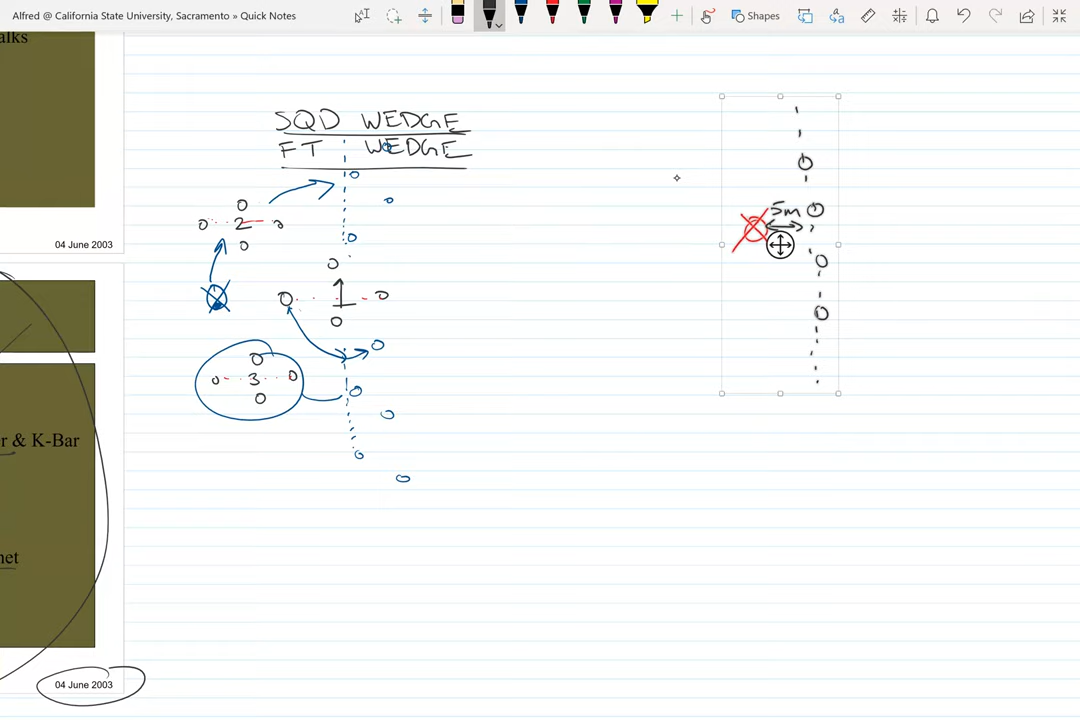 Alfred @ California State University, Sacramento » Quick Notes
Shapes
alks
04 June 2003
r & K-Bar
net
04 June 2003
SQD WEDGE
FT WEDGE
2
1
3
5m